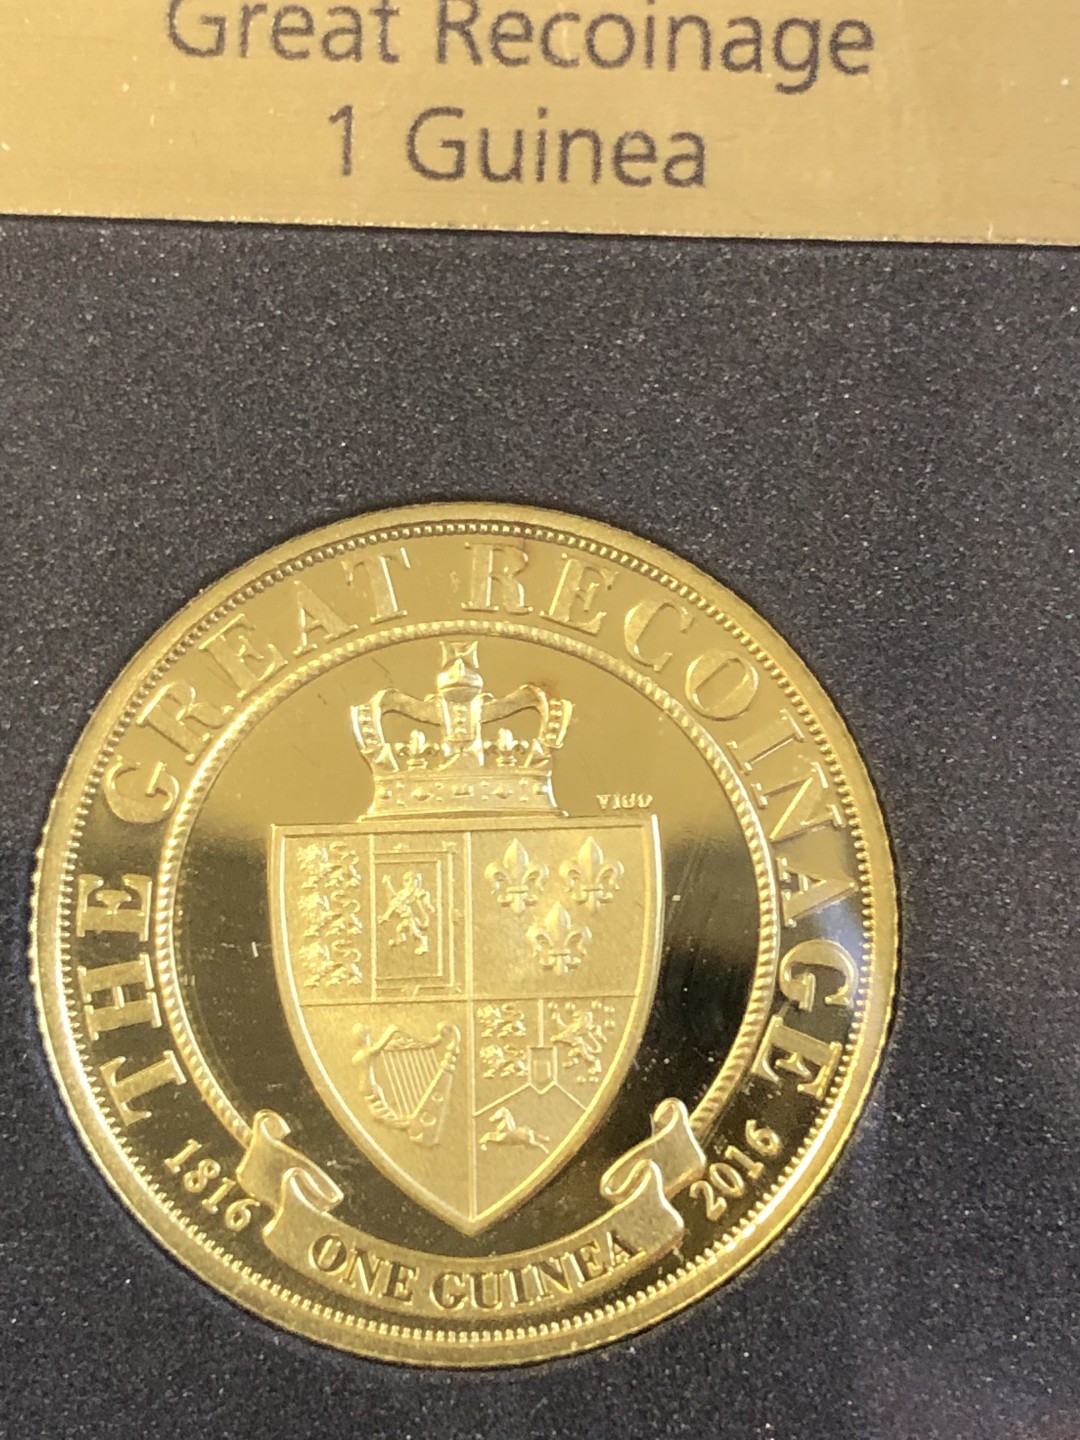 Great Recoinage
1 Guinea
THE GREAT RECOINAGE
1816
ONE GUINEA
2016